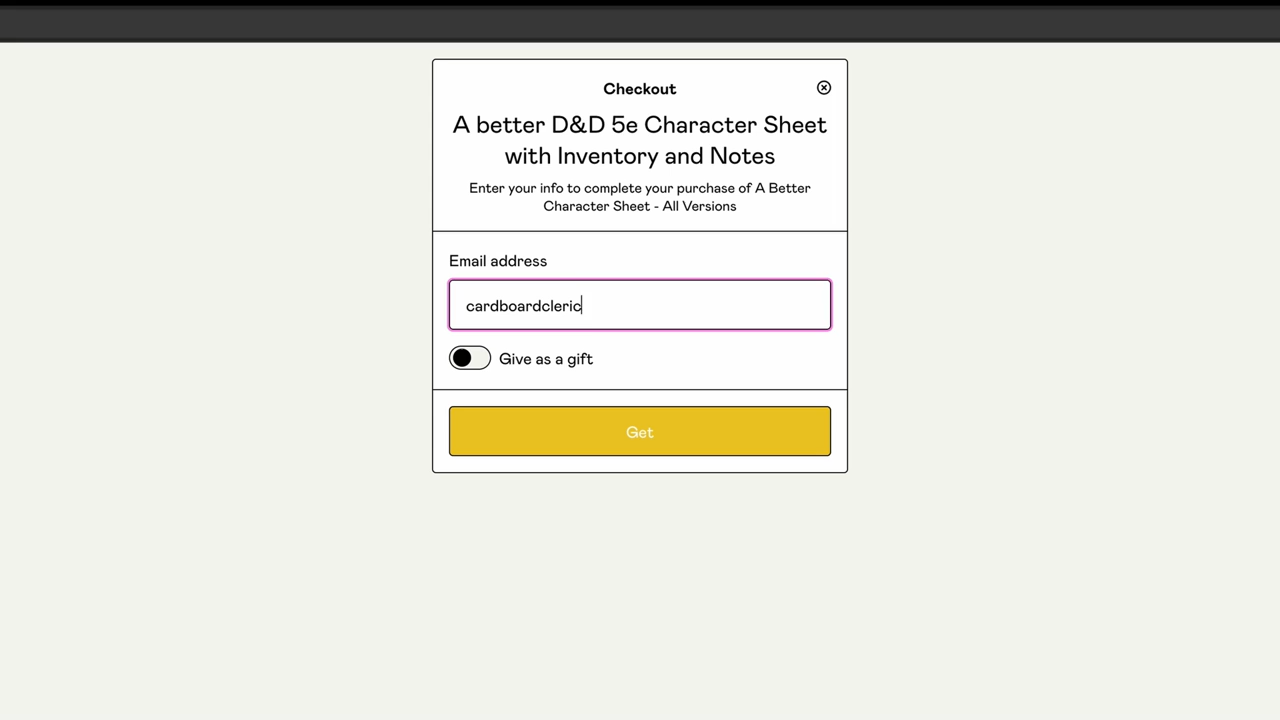 Checkout
A better D&D 5e Character Sheet
with Inventory and Notes
Enter your info to complete your purchase of A Better
Character Sheet - All Versions
Email address
cardboardcleric
Give as a gift
Get